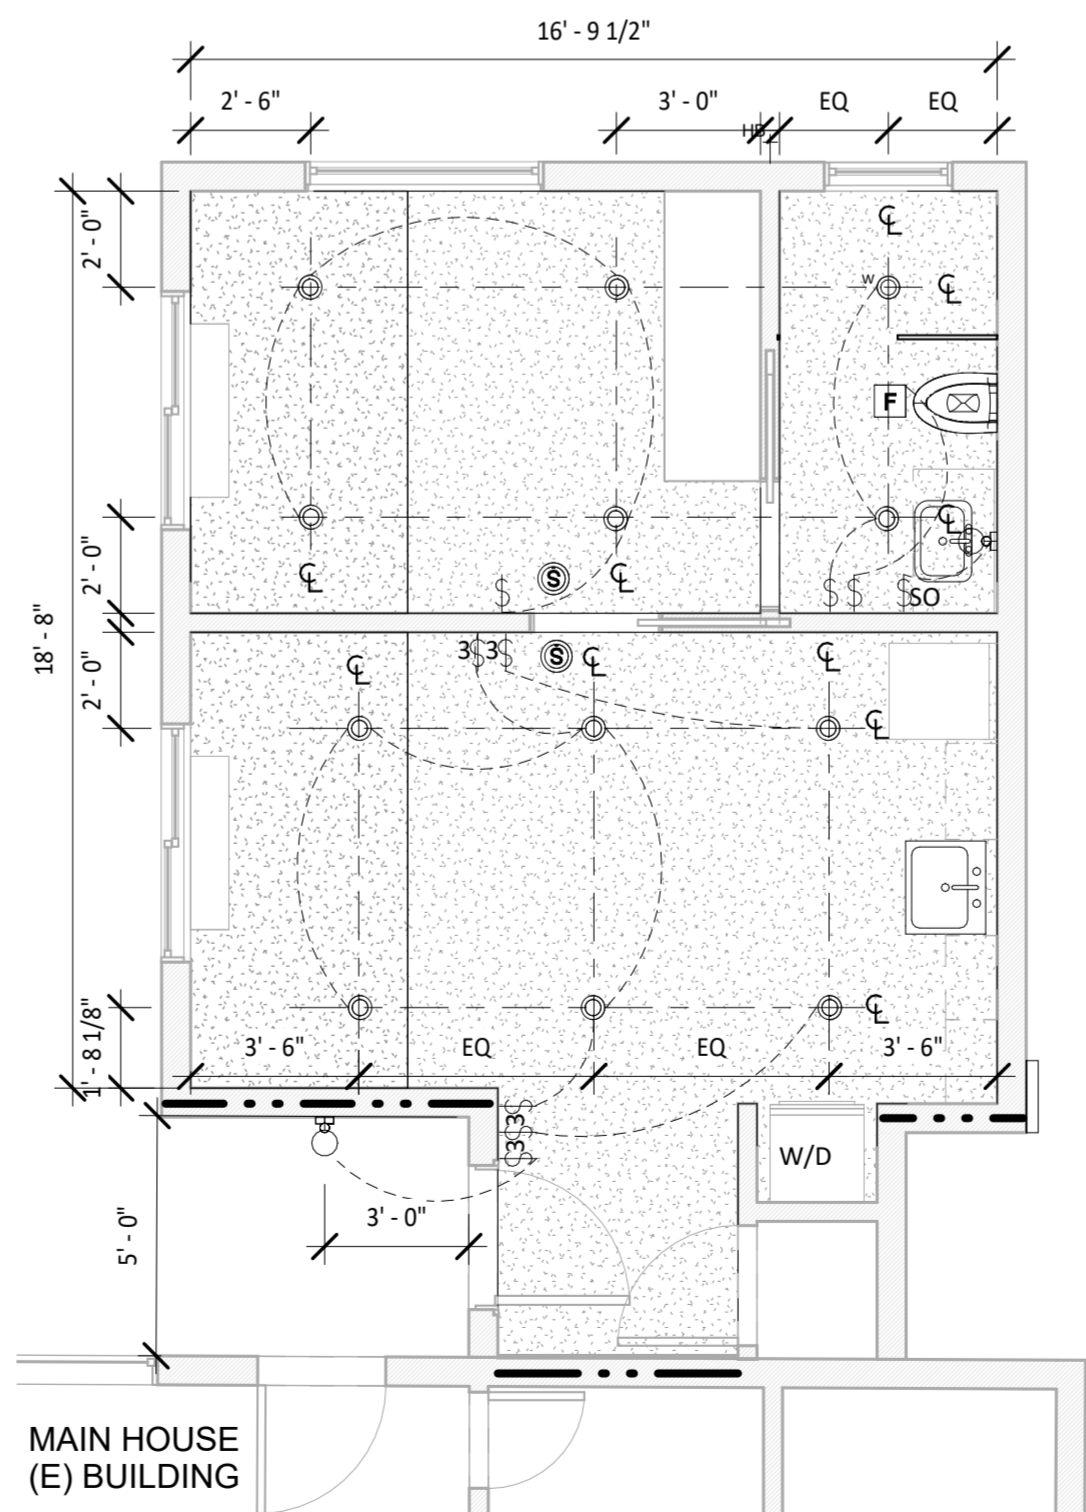 16' - 9 1/2"
2' - 6"
3' - 0"
EQ
EQ
HB
2' - 0"
℄
W
℄
F
18' - 8"
2' - 0"
℄
S
℄
℄
$
$
$
$SO
2' - 0"
℄
3$3$
S
℄
℄
℄
1' - 8 1/8"
℄
3' - 6"
EQ
EQ
3' - 6"
$3
$3
$
W/D
5' - 0"
3' - 0"
MAIN HOUSE
(E) BUILDING